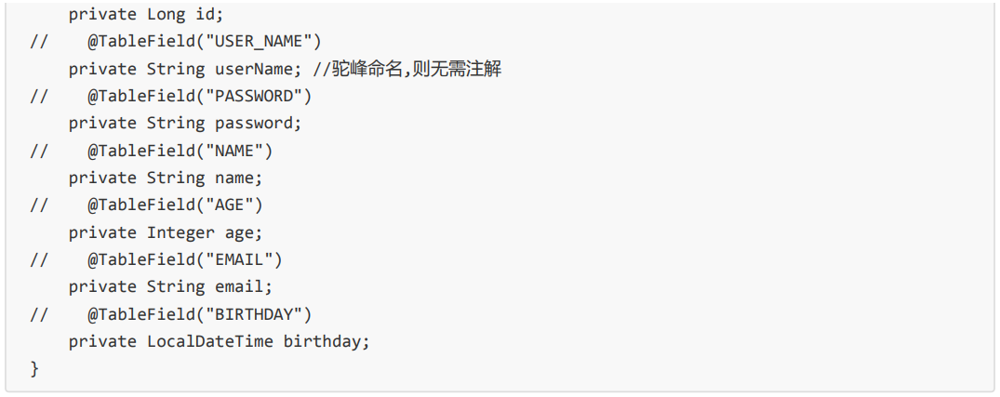 private Long id;
//    @TableField("USER_NAME")
    private String userName; //驼峰命名,则无需注解
//    @TableField("PASSWORD")
    private String password;
//    @TableField("NAME")
    private String name;
//    @TableField("AGE")
    private Integer age;
//    @TableField("EMAIL")
    private String email;
//    @TableField("BIRTHDAY")
    private LocalDateTime birthday;
}